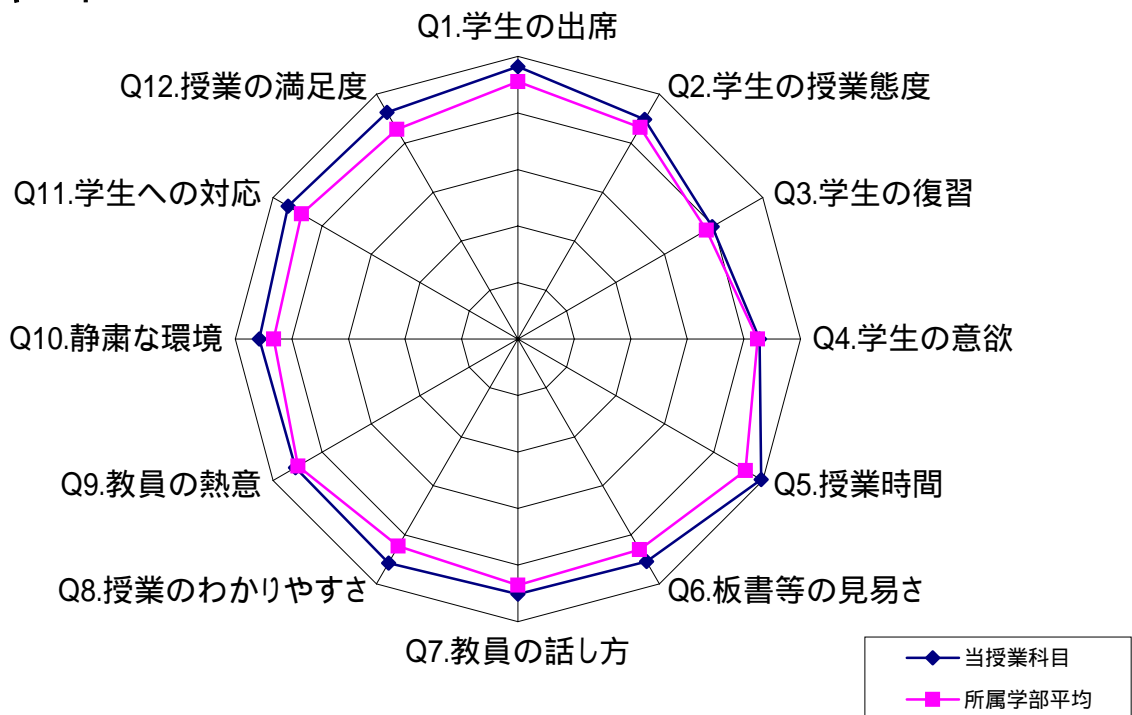 Q1.学生の出席
Q12.授業の満足度
Q2.学生の授業態度
Q11.学生への対応
Q3.学生の復習
Q10.静粛な環境
Q4.学生の意欲
Q9.教員の熱意
Q5.授業時間
Q8.授業のわかりやすさ
Q6.板書等の見易さ
Q7.教員の話し方
当授業科目
所属学部平均